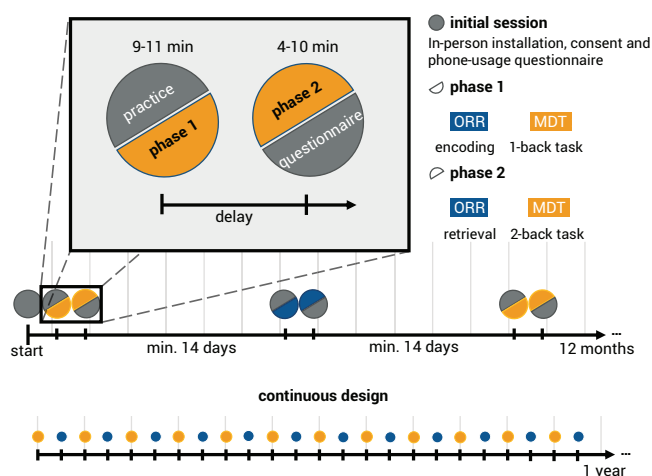 9-11 min
4-10 min
practice
phase 1
phase 2
questionnaire
delay
initial session
In-person installation, consent and
phone-usage questionnaire
phase 1
ORR
MDT
encoding
1-back task
phase 2
ORR
MDT
retrieval
2-back task
start
min. 14 days
min. 14 days
12 months
...
continuous design
...
1 year